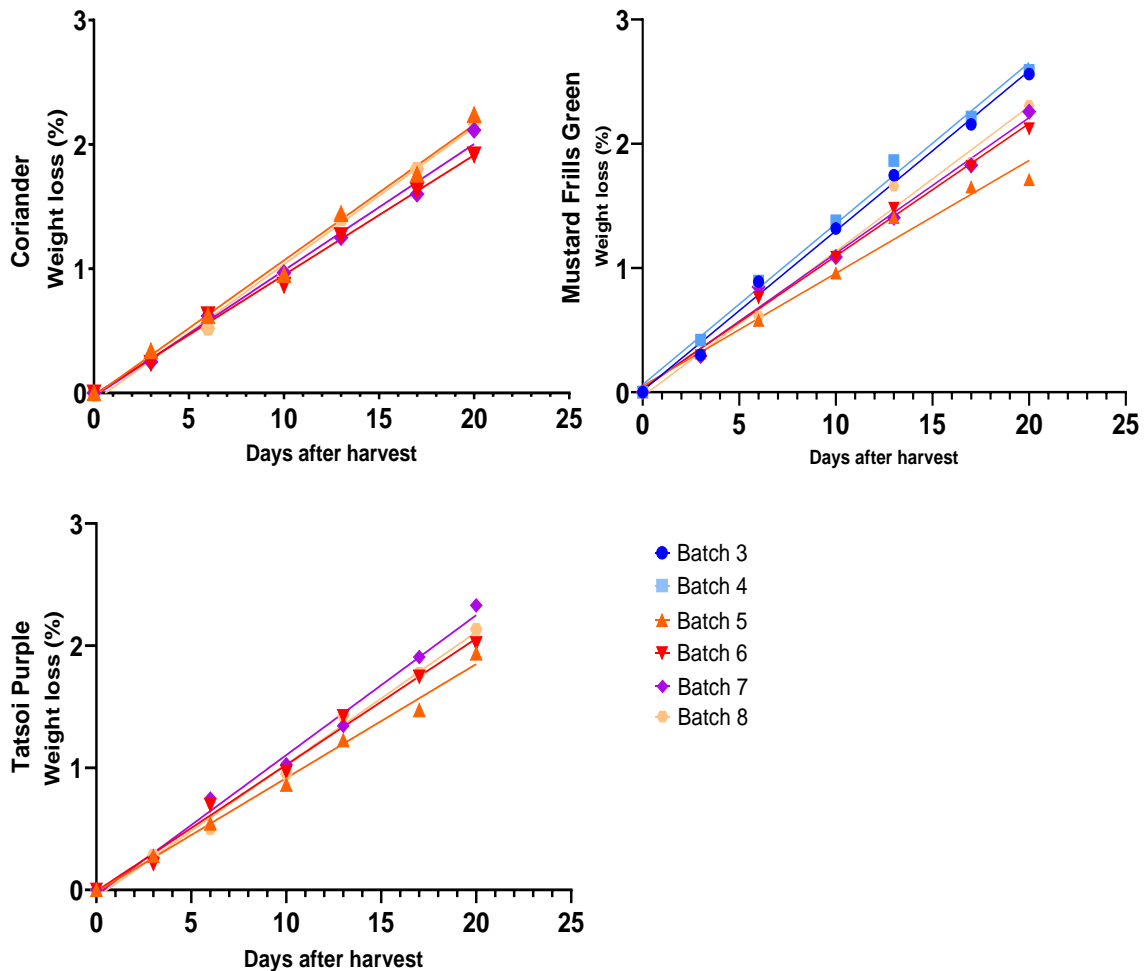 Coriander
Weight loss (%)
3
2
1
0
0 5 10 15 20 25
Days after harvest
Mustard Frills Green
Weight loss (%)
3
2
1
0
0 5 10 15 20 25
Days after harvest
Tatsoi Purple
Weight loss (%)
3
2
1
0
0 5 10 15 20 25
Days after harvest
Batch 3
Batch 4
Batch 5
Batch 6
Batch 7
Batch 8